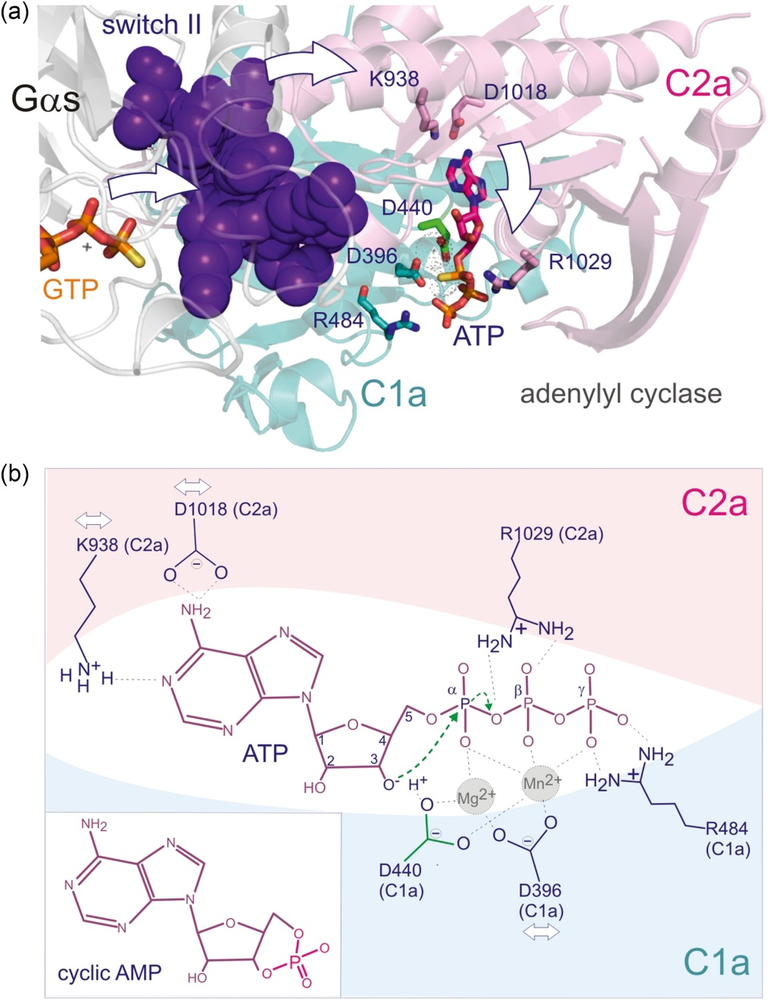 (a)
switch II
K938
D1018
C2a
Gαs
D440
D396
R1029
GTP
R484
ATP
C1a
adenylyl cyclase
(b)
C2a
D1018 (C2a)
K938 (C2a)
R1029 (C2a)
O
O
NH2
N
H N+ H
H
N
N
N
N
H2N + NH2
O O O
α β γ
P P P
5 O O O O
O
O O O
1 4
2 3
ATP
HO
O- H+
Mg2+
Mn2+
NH2
H2N +
O
O
O
O
R484
(C1a)
D440
(C1a)
D396
(C1a)
NH2
N
N
N
N
O
O
O
P
O
O
HO
cyclic AMP
C1a